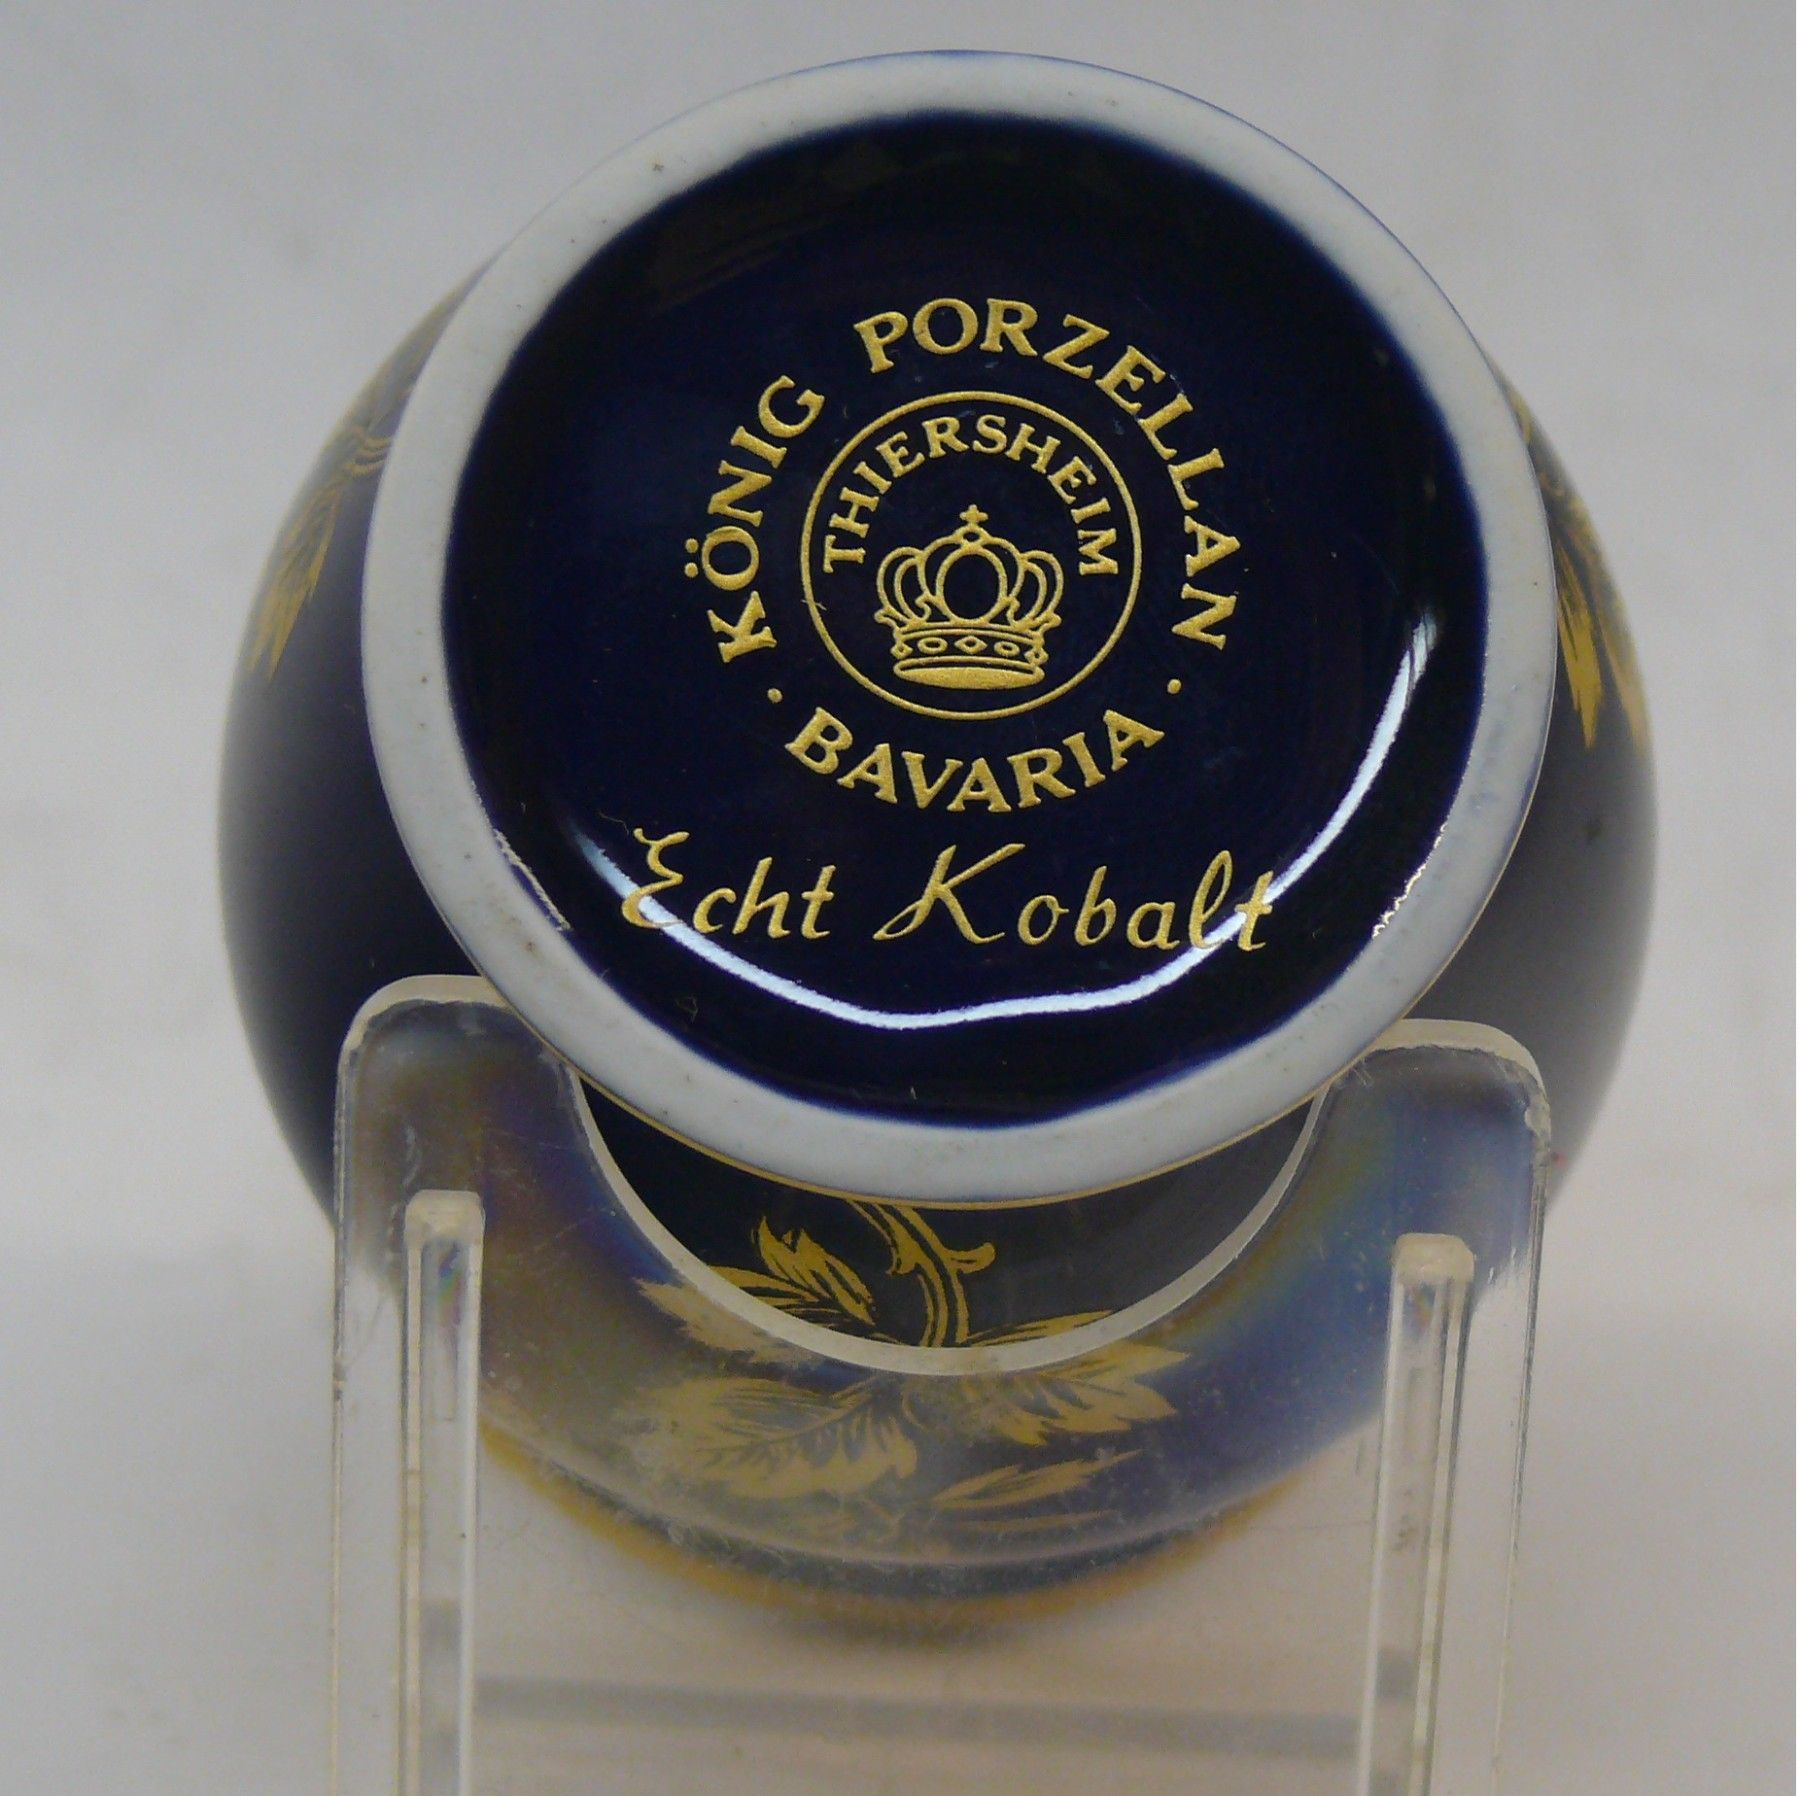 KÖNIG PORZELLAN
THIERSHEIM
· BAVARIA ·
Echt Kobalt